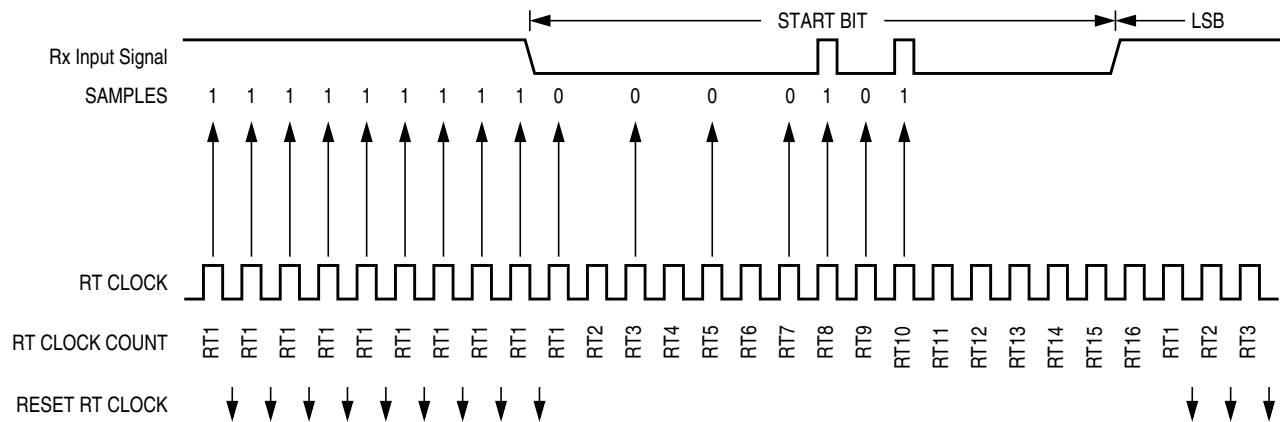 START BIT LSB
Rx Input Signal
SAMPLES 1 1 1 1 1 1 1 1 1 0 0 0 0 1 0 1
RT CLOCK
RT CLOCK COUNT RT1 RT1 RT1 RT1 RT1 RT1 RT1 RT1 RT1 RT1 RT2 RT3 RT4 RT5 RT6 RT7 RT8 RT9 RT10 RT11 RT12 RT13 RT14 RT15 RT16 RT1 RT2 RT3
RESET RT CLOCK